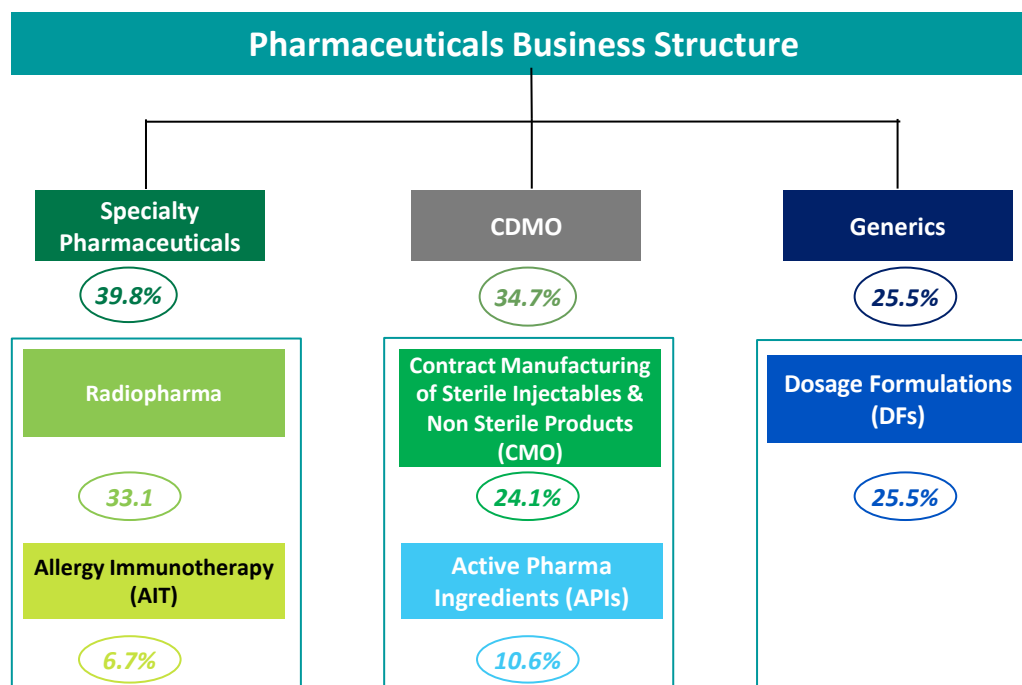 Pharmaceuticals Business Structure
Specialty
Pharmaceuticals
39.8%
Radiopharma
33.1
Allergy Immunotherapy
(AIT)
6.7%
CDMO
34.7%
Contract Manufacturing
of Sterile Injectables &
Non Sterile Products
(CMO)
24.1%
Active Pharma
Ingredients (APIs)
10.6%
Generics
25.5%
Dosage Formulations
(DFs)
25.5%